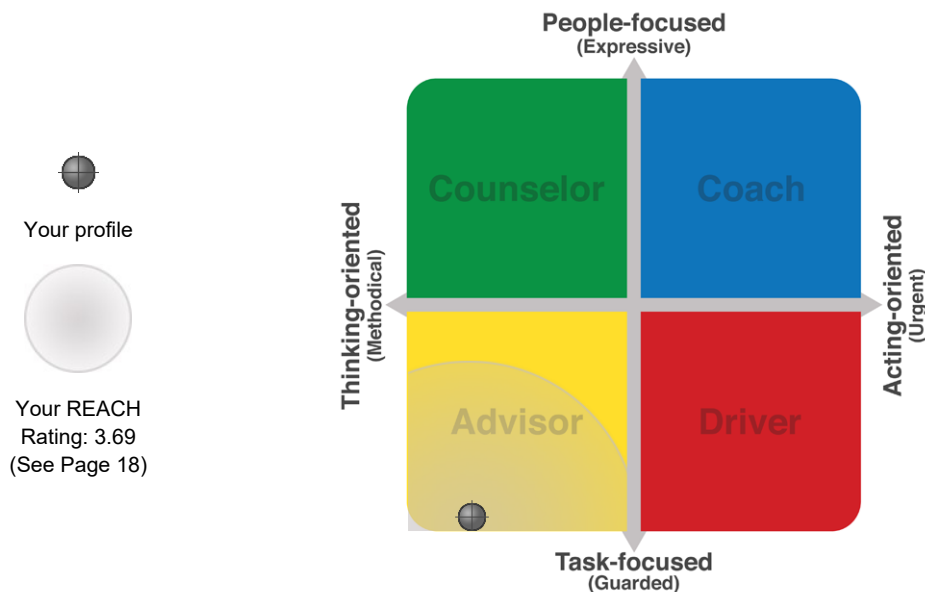 People-focused
(Expressive)
Counselor
Coach
Your profile
Thinking-oriented
(Methodical)
Acting-oriented
(Urgent)
Your REACH
Rating: 3.69
(See Page 18)
Advisor
Driver
Task-focused
(Guarded)